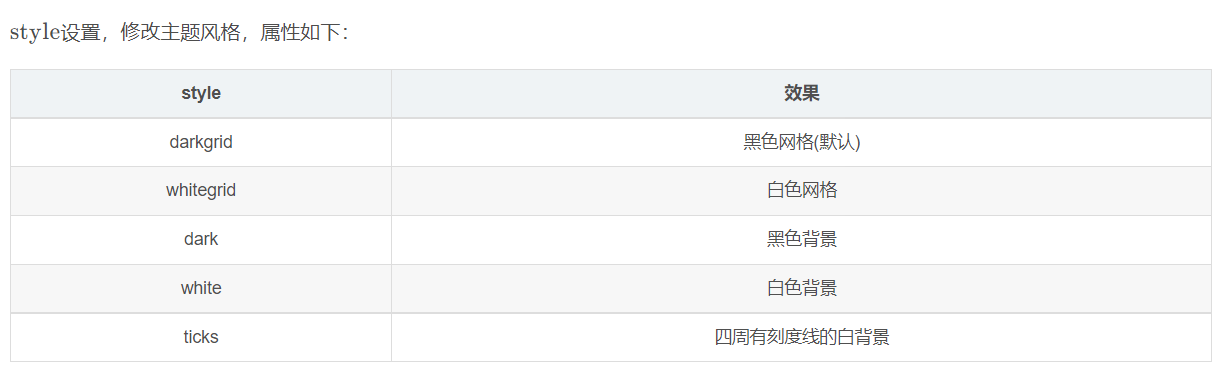 style设置，修改主题风格，属性如下：
style 效果
darkgrid 黑色网格(默认)
whitegrid 白色网格
dark 黑色背景
white 白色背景
ticks 四周有刻度线的白背景